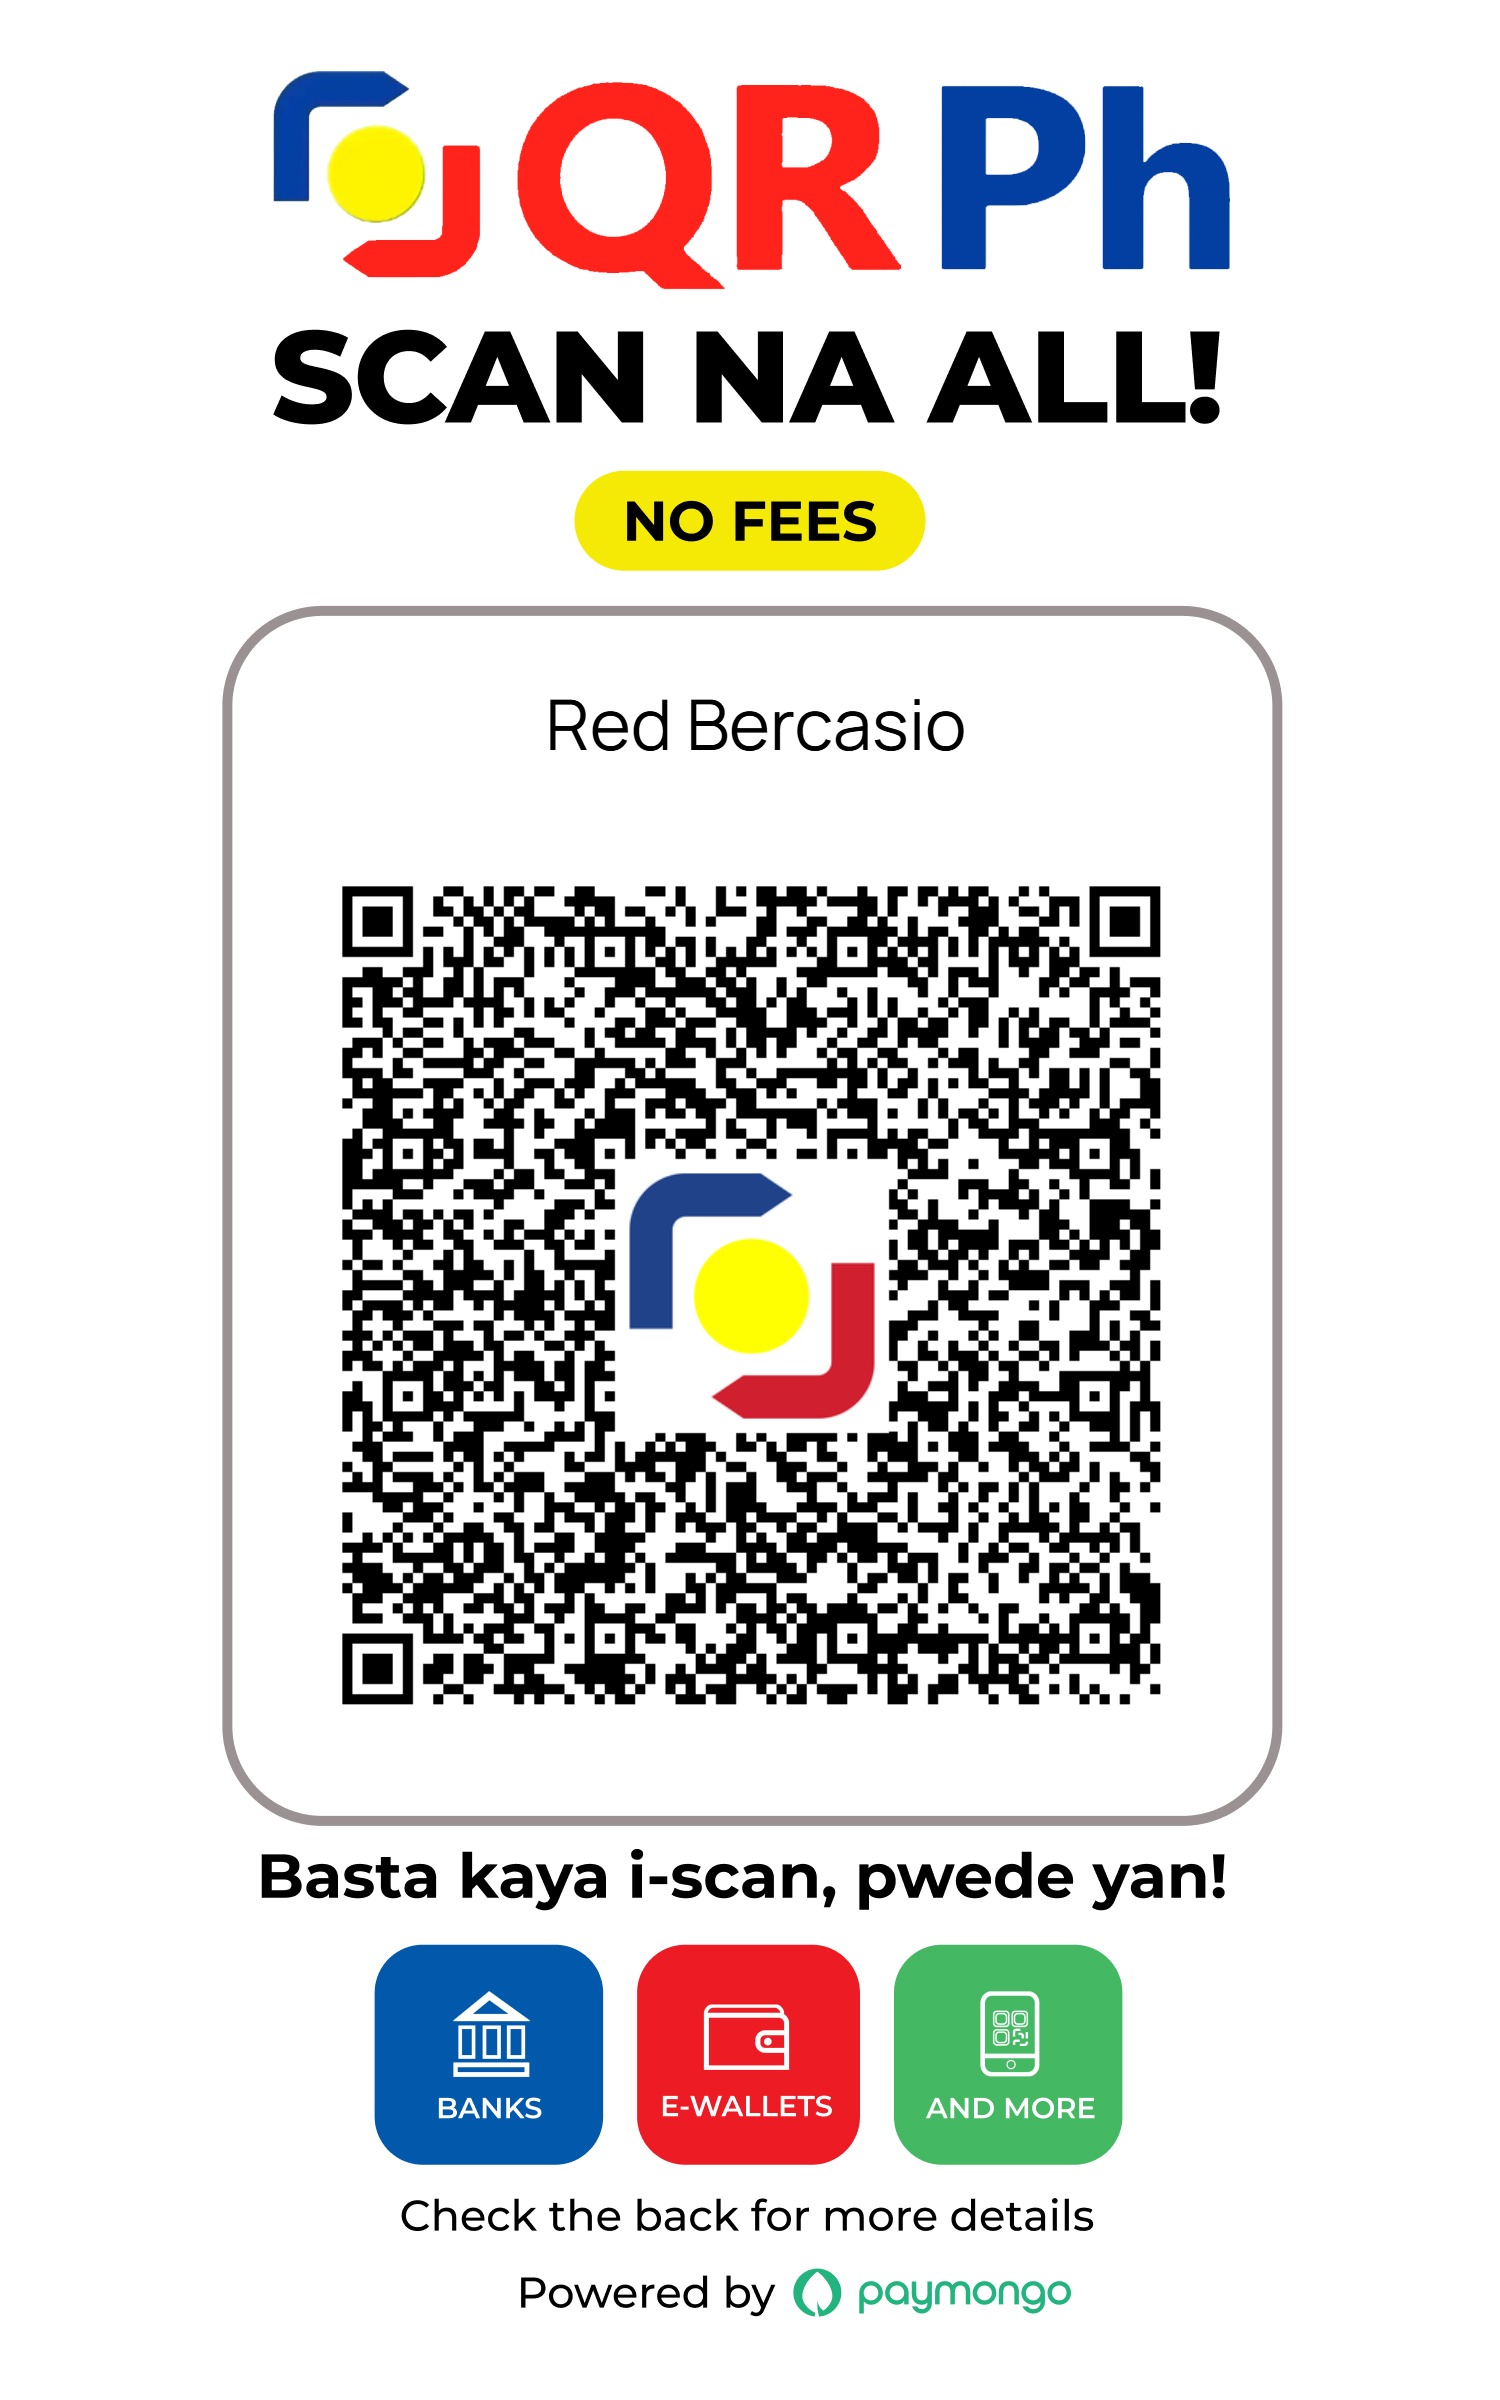 QR Ph
SCAN NA ALL!
NO FEES
Red Bercasio
Basta kaya i-scan, pwede yan!
BANKS
E-WALLETS
AND MORE
Check the back for more details
Powered by paymongo